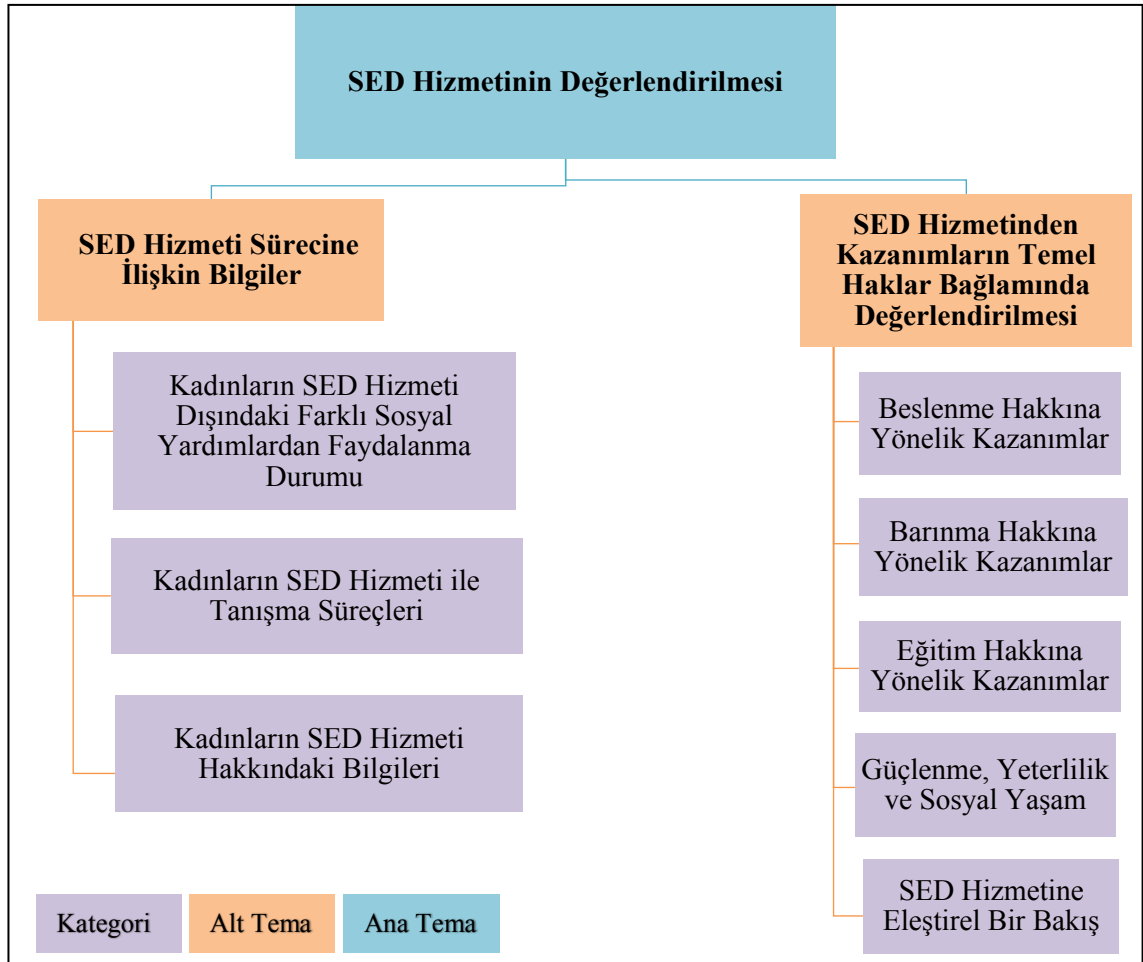 SED Hizmetinin Değerlendirilmesi
SED Hizmeti Sürecine
İlişkin Bilgiler
Kadınların SED Hizmeti
Dışındaki Farklı Sosyal
Yardımlardan Faydalanma
Durumu
Kadınların SED Hizmeti ile
Tanışma Süreçleri
Kadınların SED Hizmeti
Hakkındaki Bilgileri
SED Hizmetinden
Kazanımların Temel
Haklar Bağlamında
Değerlendirilmesi
Beslenme Hakkına
Yönelik Kazanımlar
Barınma Hakkına
Yönelik Kazanımlar
Eğitim Hakkına
Yönelik Kazanımlar
Güçlenme, Yeterlilik
ve Sosyal Yaşam
SED Hizmetine
Eleştirel Bir Bakış
Kategori
Alt Tema
Ana Tema